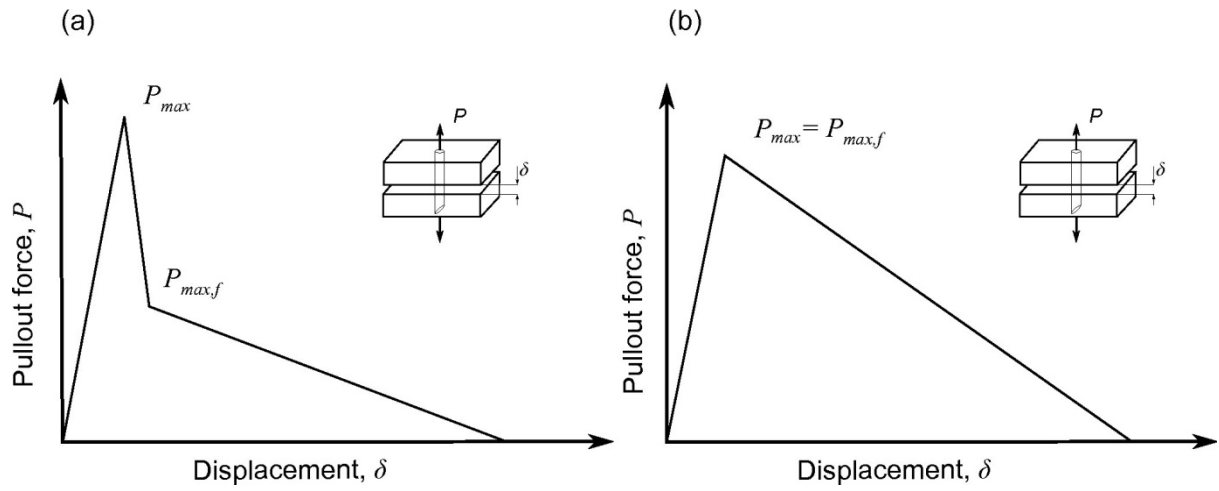 (a)
P_max
P_max,f
P
δ
Pullout force, P
Displacement, δ
(b)
P_max = P_max,f
P
δ
Pullout force, P
Displacement, δ